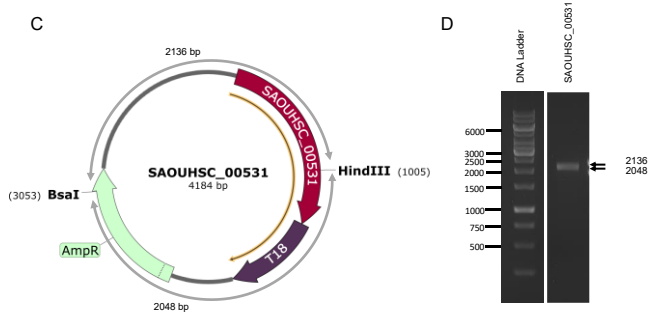 C
2136 bp
SAOUHSC_00531
SAOUHSC_00531
4184 bp
HindIII (1005)
(3053) BsaI
AmpR
T18
2048 bp
D
DNA Ladder
SAOUHSC_00531
6000
3000
2500
2000
1500
1000
750
500
2136
2048